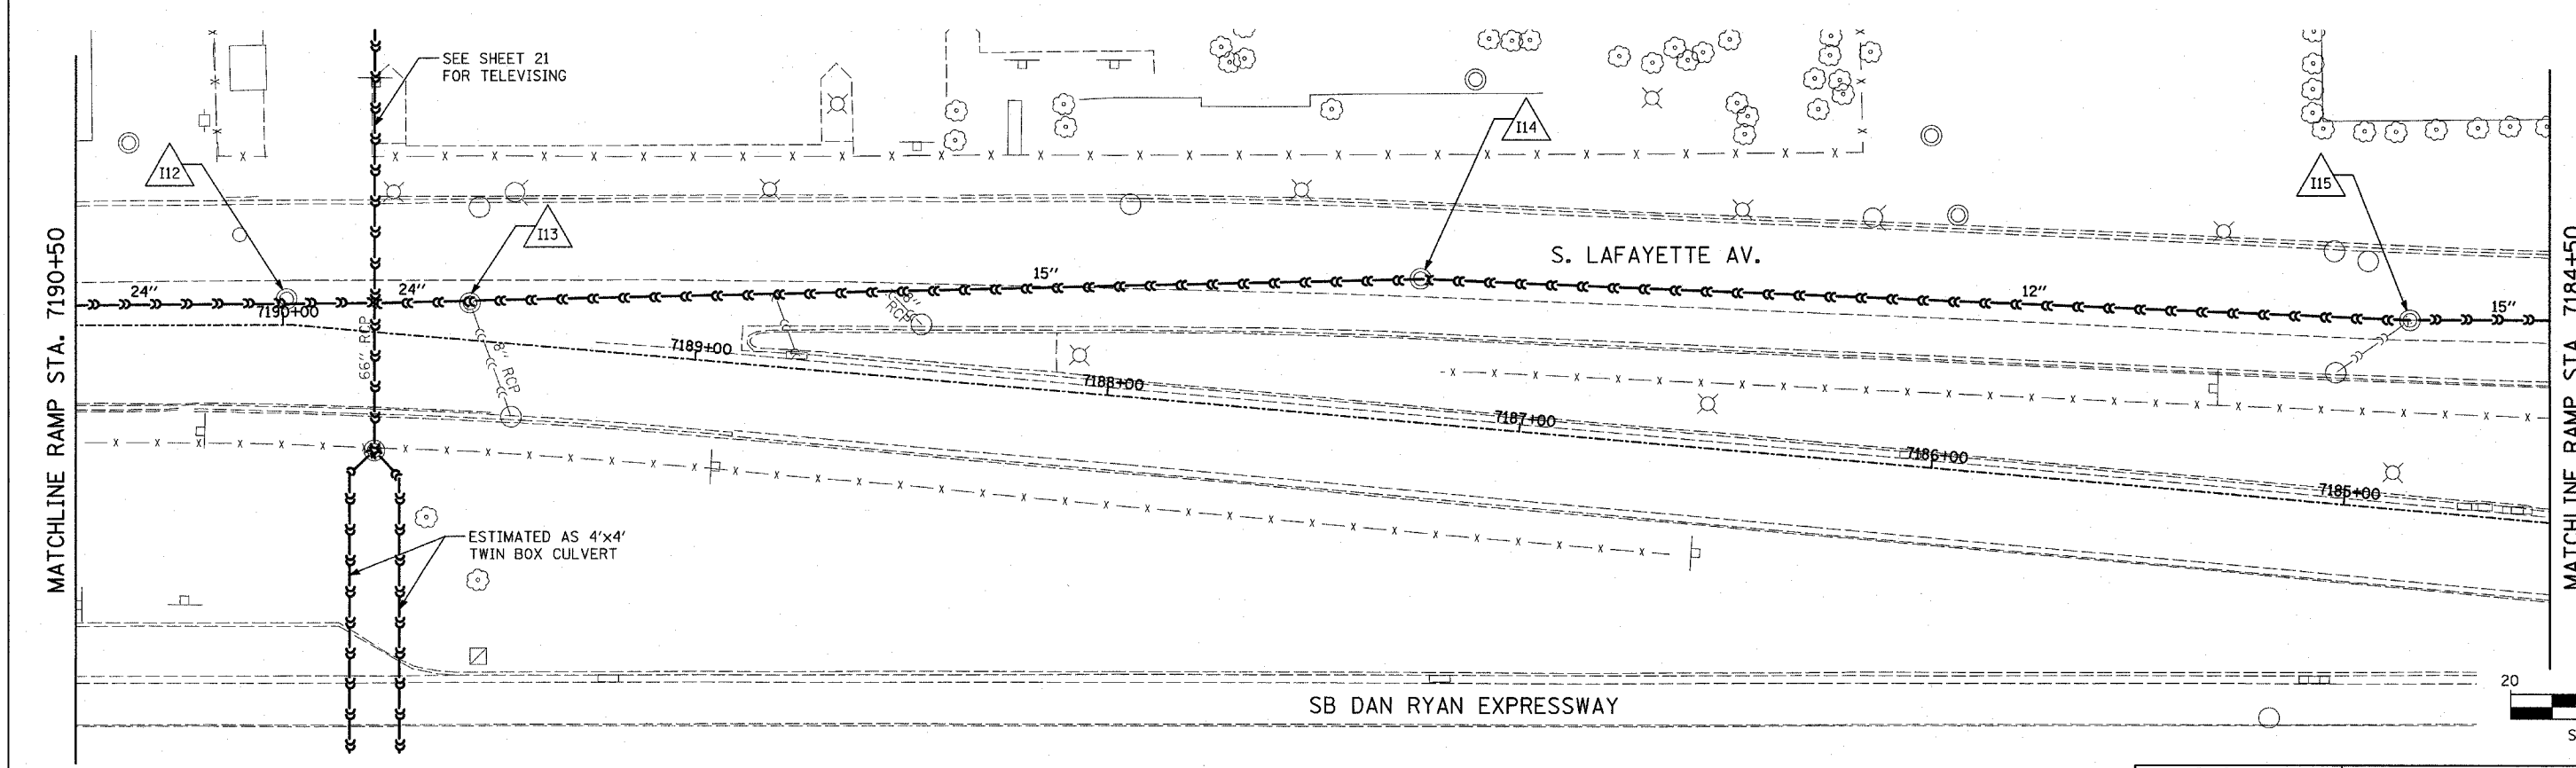 SEE SHEET 21
FOR TELEVISING
I12
I13
I14
I15
S. LAFAYETTE AV.
MATCHLINE RAMP STA. 7190+50
MATCHLINE RAMP STA. 7184+50
24"
24"
15"
12"
15"
7190+00
66" RCP
8" RCP
8"
RCP
7189+00
7188+00
7187+00
7186+00
7185+00
ESTIMATED AS 4'x4'
TWIN BOX CULVERT
SB DAN RYAN EXPRESSWAY
20
S